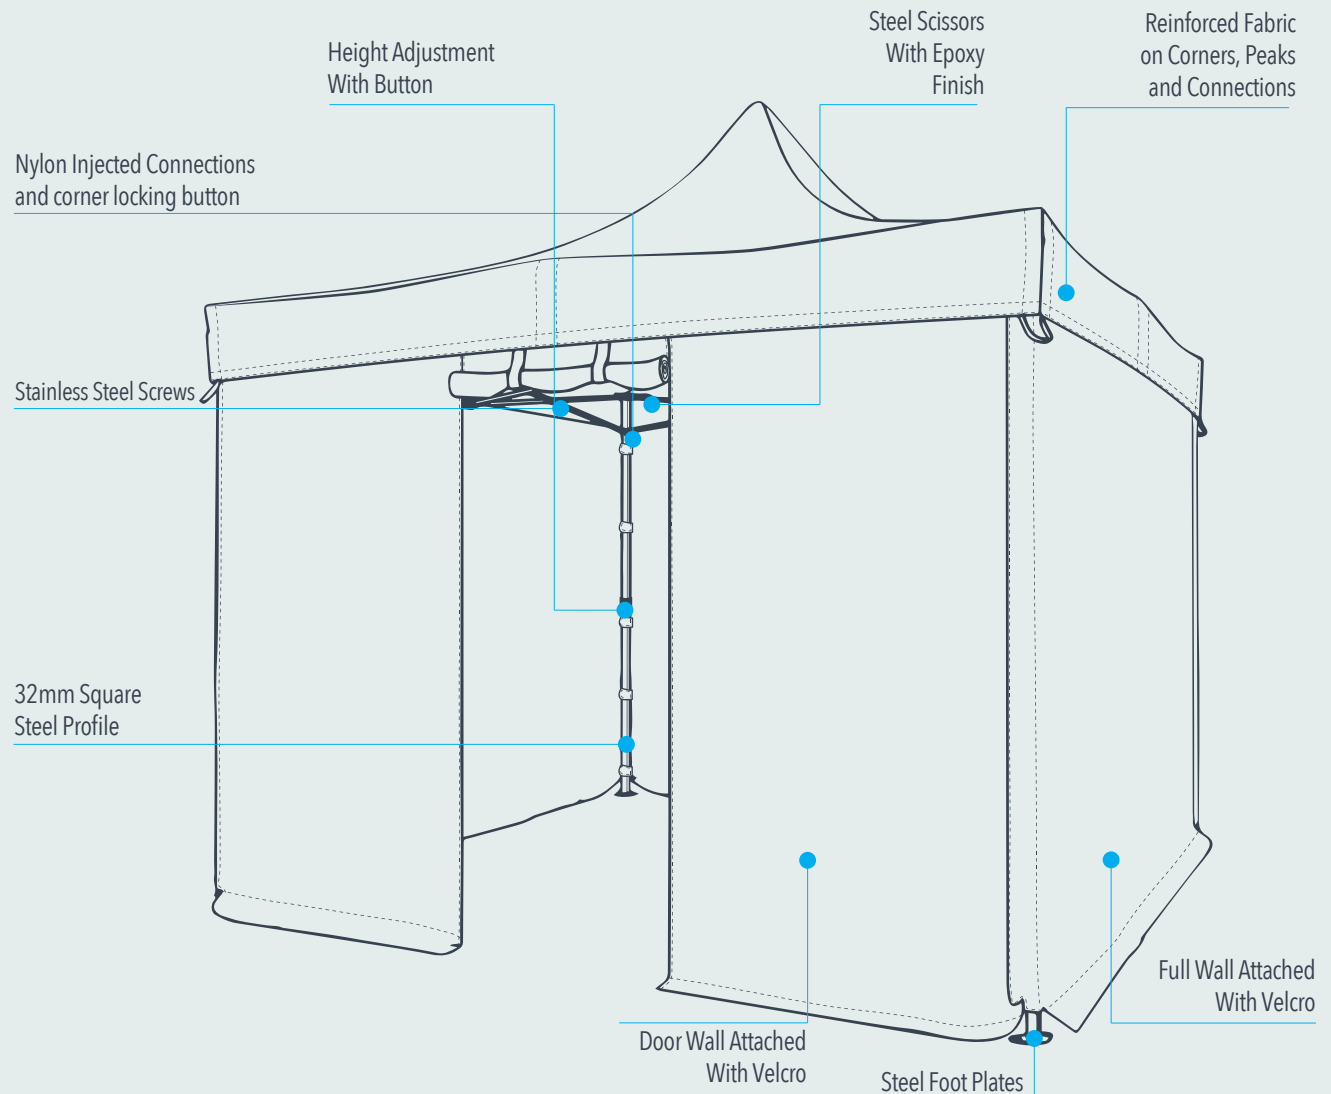 Steel Scissors
With Epoxy
Finish
Reinforced Fabric
on Corners, Peaks
and Connections
Height Adjustment
With Button
Nylon Injected Connections
and corner locking button
Stainless Steel Screws
32mm Square
Steel Profile
Full Wall Attached
With Velcro
Door Wall Attached
With Velcro
Steel Foot Plates